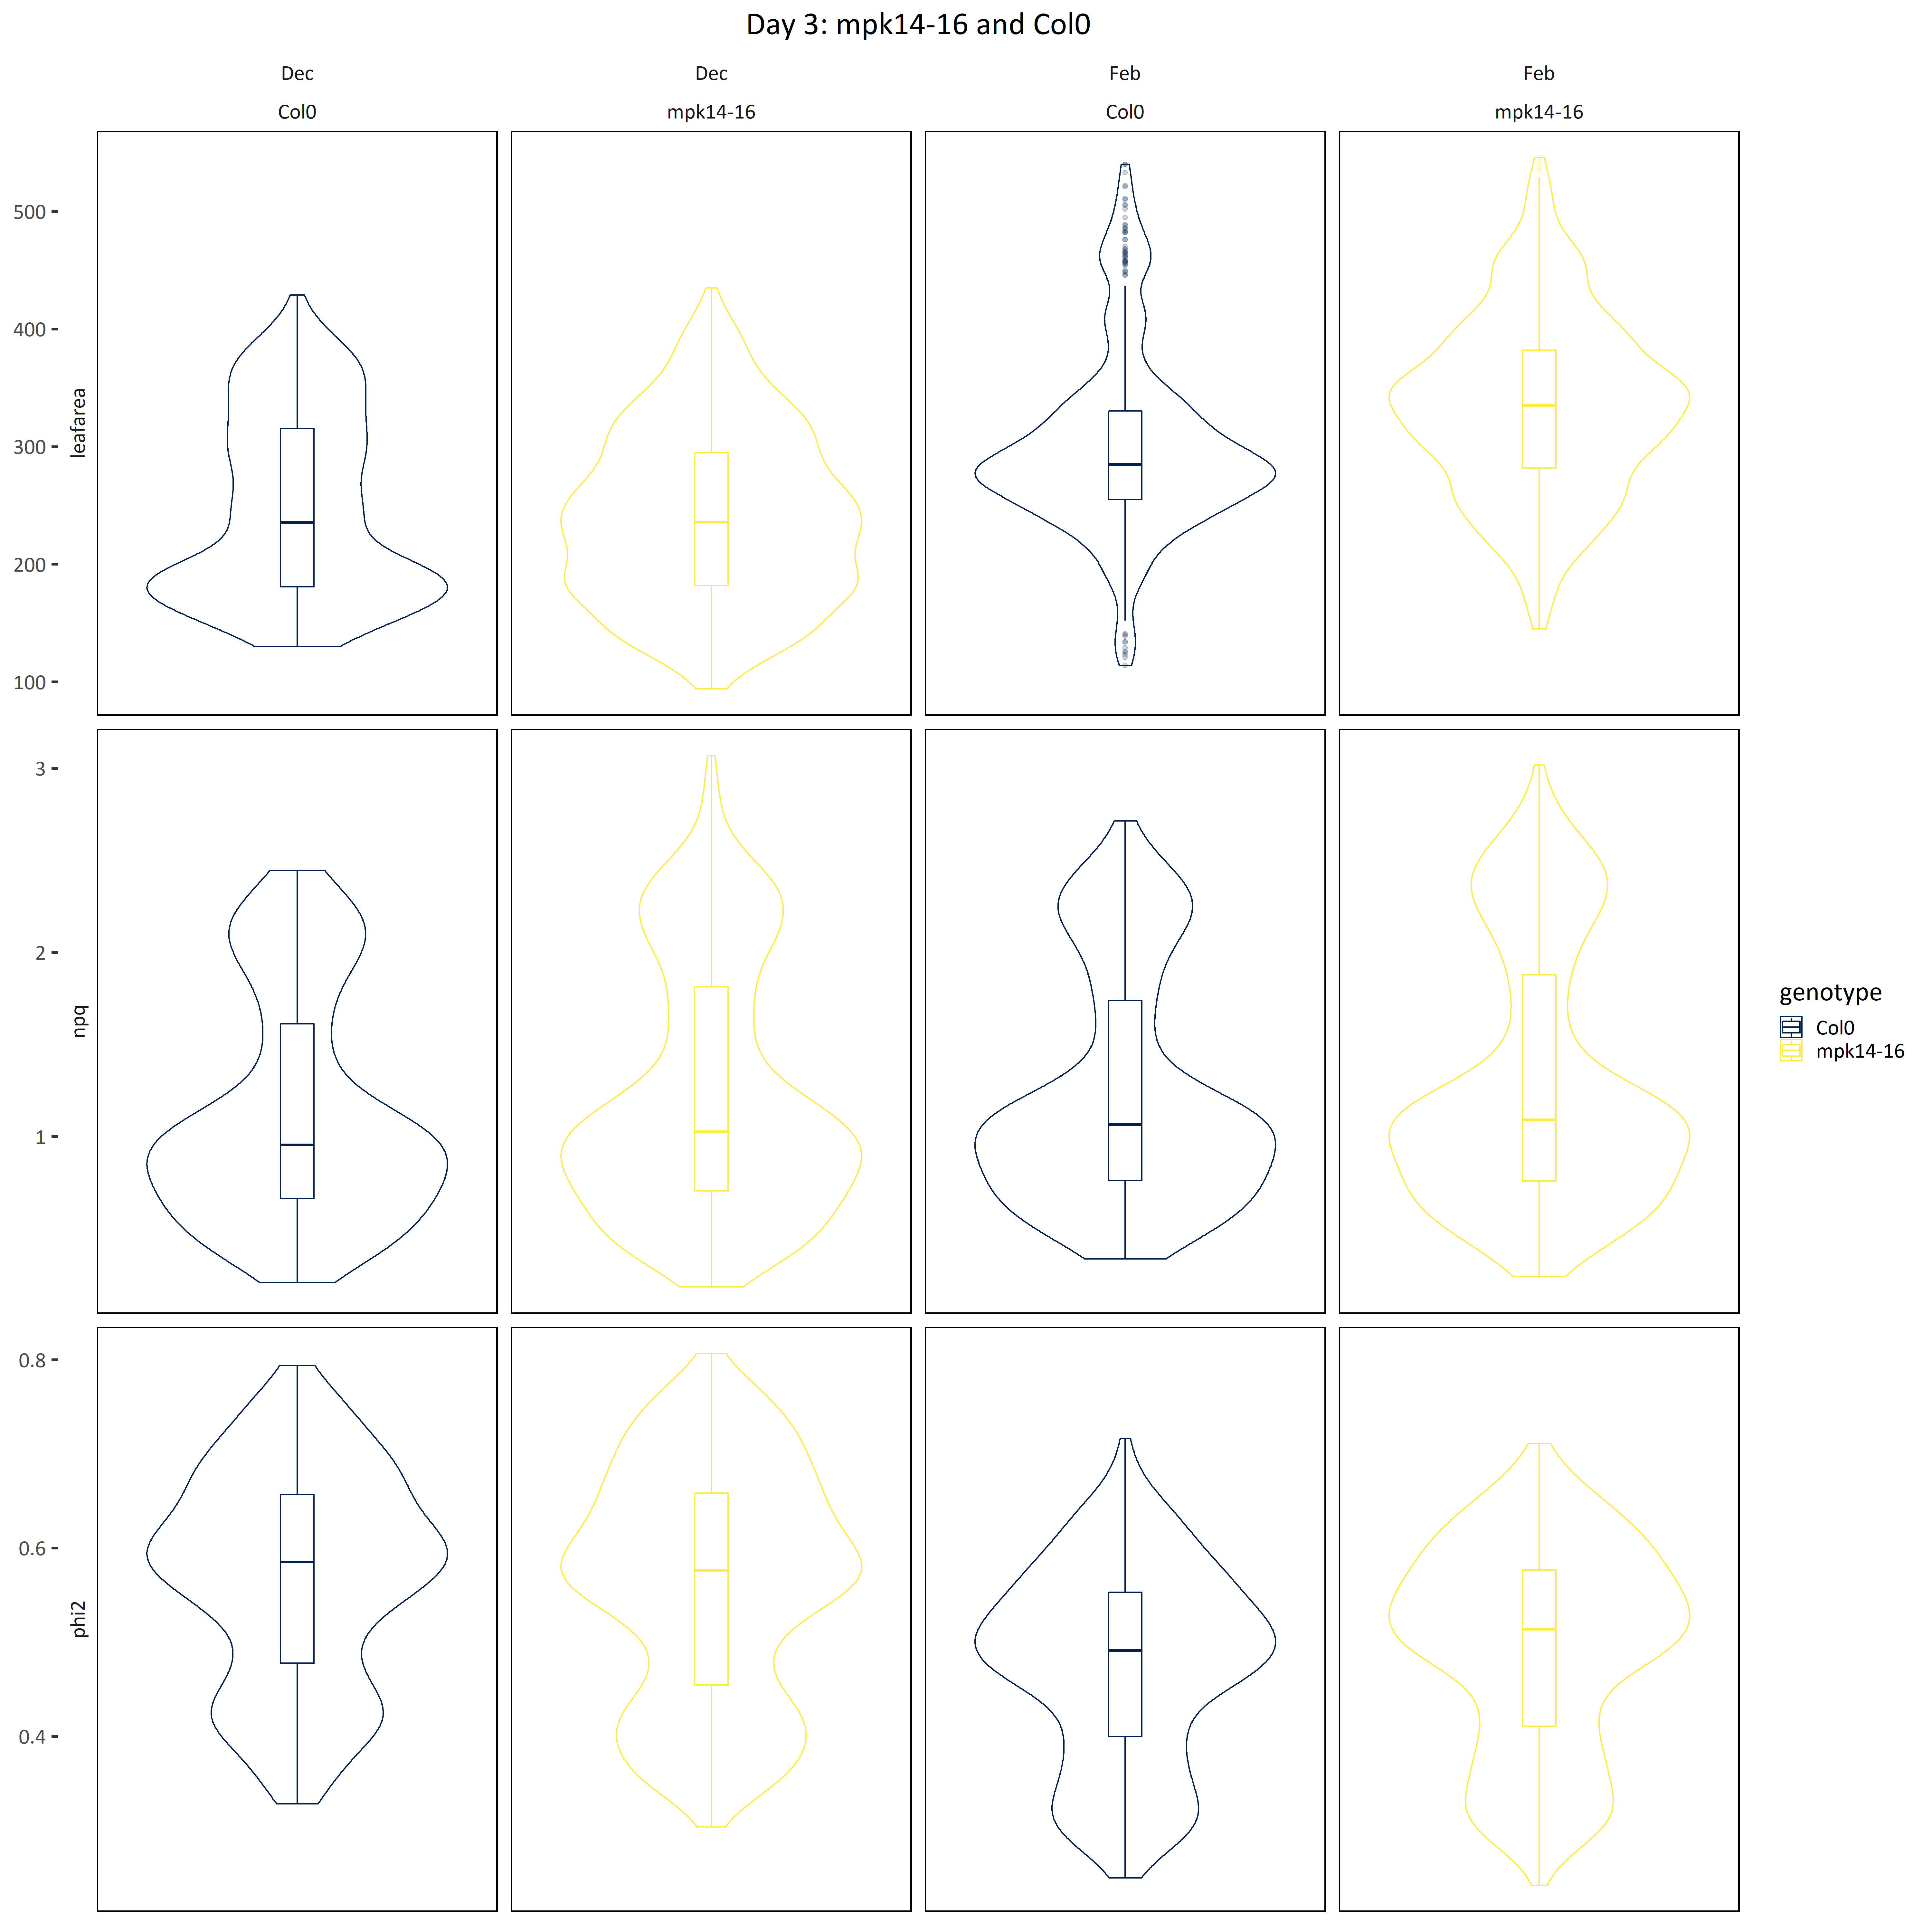 Day 3: mpk14-16 and Col0
Dec Dec Feb Feb
Col0 mpk14-16 Col0 mpk14-16
500
400
300
200
100
leafarea
3
2
1
npq
0.8
0.6
0.4
phi2
genotype
Col0
mpk14-16